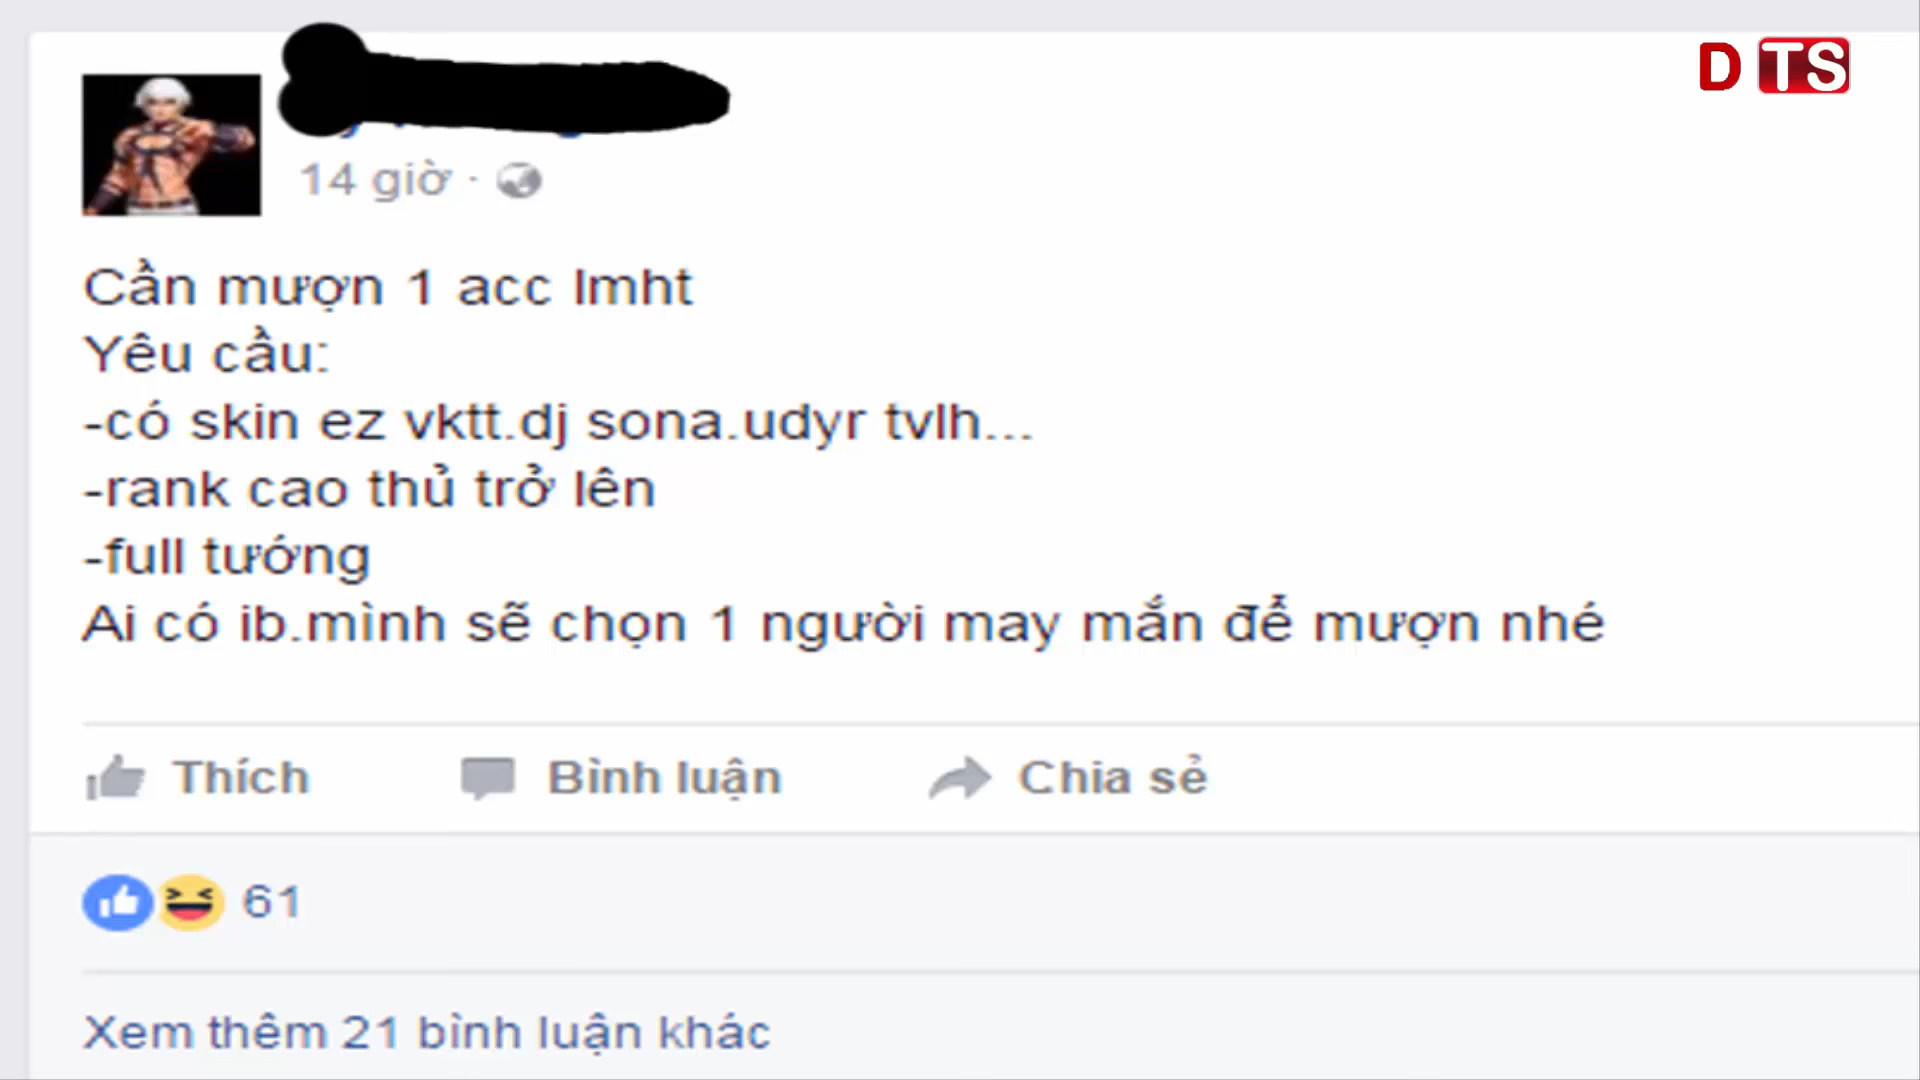 D TS
14 giờ ·
Cần mượn 1 acc lmht
Yêu cầu:
-có skin ez vktt.dj sona.udyr tvlh...
-rank cao thủ trở lên
-full tướng
Ai có ib.mình sẽ chọn 1 người may mắn để mượn nhé
Thích Bình luận Chia sẻ
61
Xem thêm 21 bình luận khác